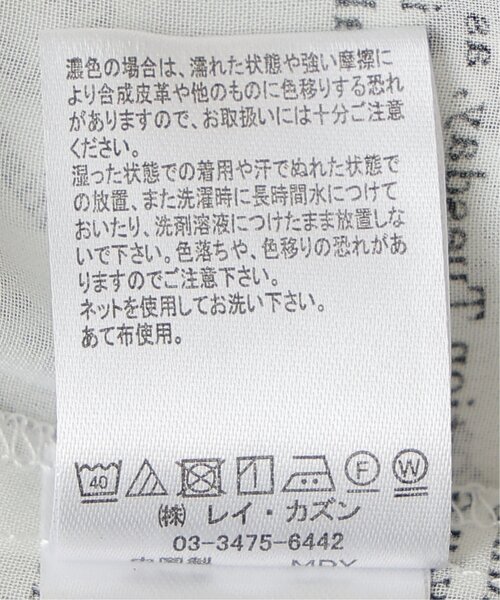 濃色の場合は、濡れた状態や強い摩擦に
より合成皮革や他のものに色移りする恐れ
がありますので、お取扱いには十分ご注意
ください。
湿った状態での着用や汗でぬれた状態で
の放置、また洗濯時に長時間水につけて
おいたり、洗剤溶液につけたまま放置しな
いで下さい。色落ちや、色移りの恐れがあ
りますのでご注意下さい。
ネットを使用してお洗い下さい。
あて布使用。
40 F W
㈱ レイ・カズン
03-3475-6442